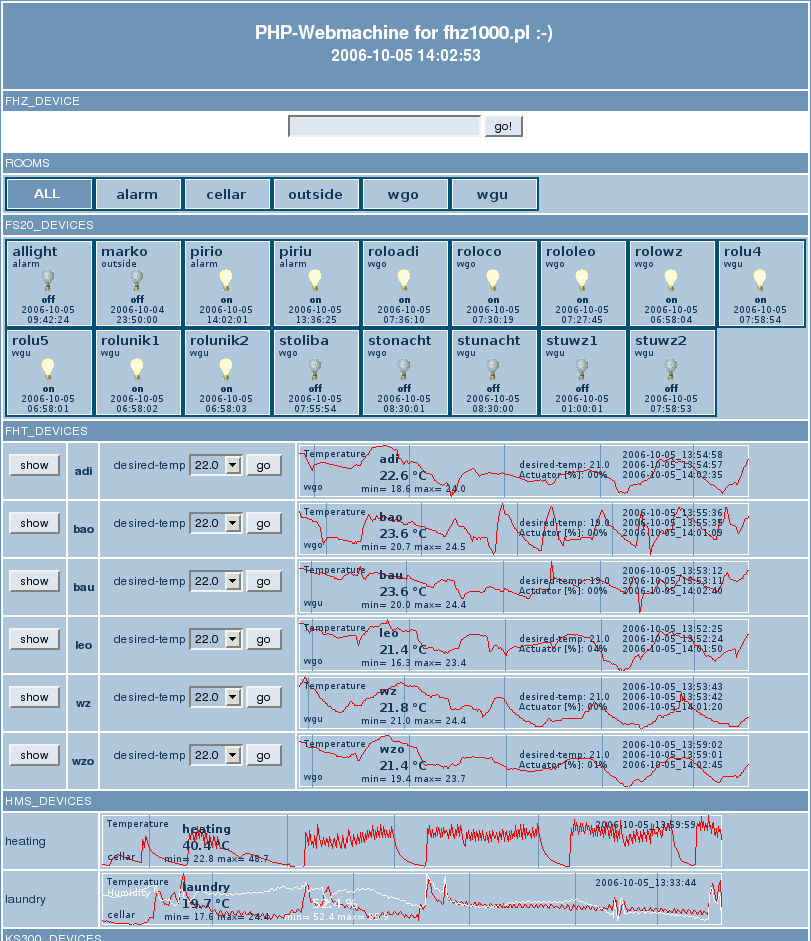 PHP-Webmachine for fhz1000.pl :-)
2006-10-05 14:02:53
FHZ_DEVICE
go!
ROOMS
ALL alarm cellar outside wgo wgu
FS20_DEVICES
allight marko pirio piriu roloadi roloco rololeo rolowz rolu4
alarm outside alarm alarm wgo wgo wgo wgo wgu
off off on on on on on on on
2006-10-05 2006-10-04 2006-10-05 2006-10-05 2006-10-05 2006-10-05 2006-10-05 2006-10-05 2006-10-05
09:42:24 23:50:00 14:02:01 13:36:25 07:36:10 07:30:19 07:27:45 06:58:04 07:58:54
rolu5 rolunik1 rolunik2 stoliba stonacht stunacht stuwz1 stuwz2
wgu wgu wgu wgo wgo wgu wgu wgo
on on on off off off off off
2006-10-05 2006-10-05 2006-10-05 2006-10-05 2006-10-05 2006-10-05 2006-10-05 2006-10-05
06:58:01 06:58:02 06:58:03 07:55:54 08:30:01 08:30:00 01:00:01 07:58:53
FHT_DEVICES
show adi desired-temp 22.0 go
Temperature adi 2006-10-05_13:54:58
desired-temp: 21.0 2006-10-05_13:54:57
22.6 °C Actuator [%]: 00% 2006-10-05_14:02:35
wgo min= 18.6 max= 24.0
show bao desired-temp 22.0 go
Temperature bao 2006-10-05_13:55:36
desired-temp: 19.0 2006-10-05_13:55:35
23.6 °C Actuator [%]: 00% 2006-10-05_14:01:09
wgo min= 20.7 max= 24.5
show bau desired-temp 22.0 go
Temperature bau 2006-10-05_13:53:12
desired-temp: 19.0 2006-10-05_13:53:11
23.6 °C Actuator [%]: 00% 2006-10-05_14:02:40
wgu min= 20.0 max= 24.4
show leo desired-temp 22.0 go
Temperature leo 2006-10-05_13:52:25
desired-temp: 21.0 2006-10-05_13:52:24
21.4 °C Actuator [%]: 04% 2006-10-05_14:01:50
wgo min= 16.3 max= 23.4
show wz desired-temp 22.0 go
Temperature wz 2006-10-05_13:53:43
desired-temp: 21.0 2006-10-05_13:53:42
21.8 °C Actuator [%]: 00% 2006-10-05_14:01:20
wgu min= 21.0 max= 24.4
show wzo desired-temp 22.0 go
Temperature wzo 2006-10-05_13:59:02
desired-temp: 21.0 2006-10-05_13:59:01
21.4 °C Actuator [%]: 01% 2006-10-05_14:02:45
wgo min= 19.4 max= 23.7
HMS_DEVICES
heating
Temperature heating 2006-10-05_13:59:59
40.4 °C
cellar min= 22.8 max= 48.7
laundry
Temperature laundry 2006-10-05_13:33:44
Humidity
19.7 °C
cellar min= 17.6 max= 24.4 min= 52.4 max=
KS300_DEVICES